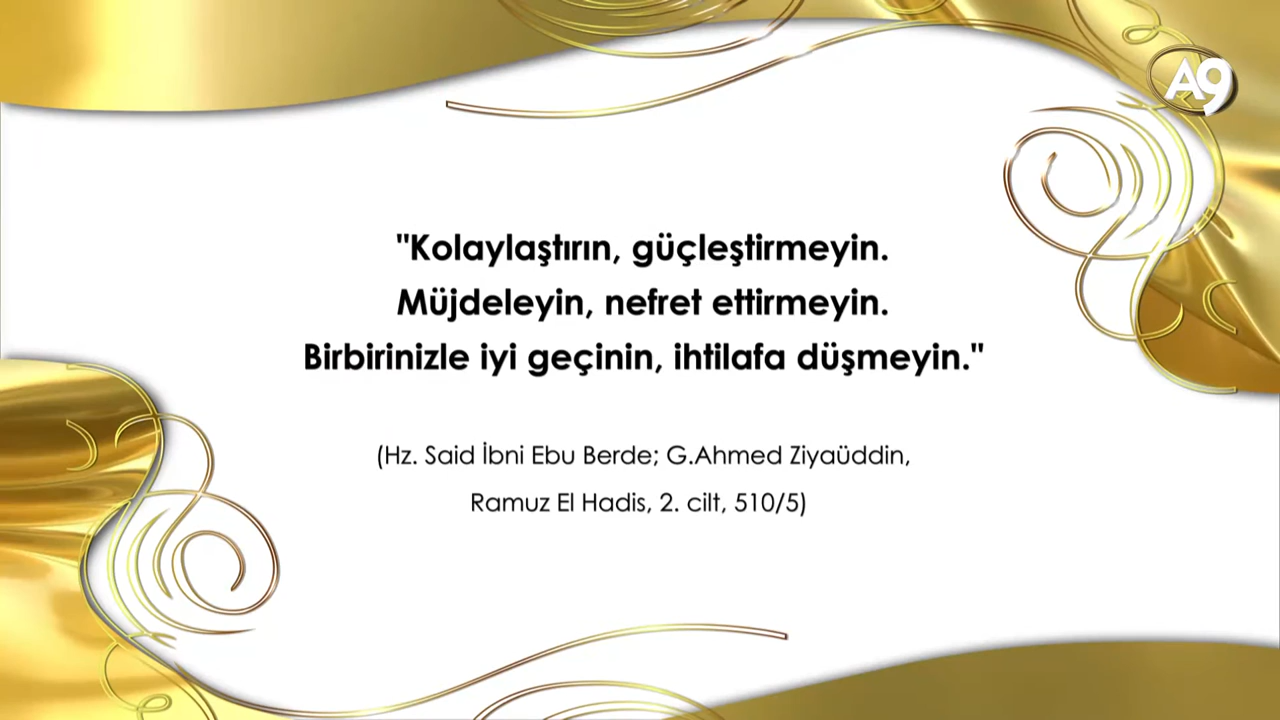 A9
"Kolaylaştırın, güçleştirmeyin.
Müjdeleyin, nefret ettirmeyin.
Birbirinizle iyi geçinin, ihtilafa düşmeyin."
(Hz. Said İbni Ebu Berde; G.Ahmed Ziyaüddin,
Ramuz El Hadis, 2. cilt, 510/5)